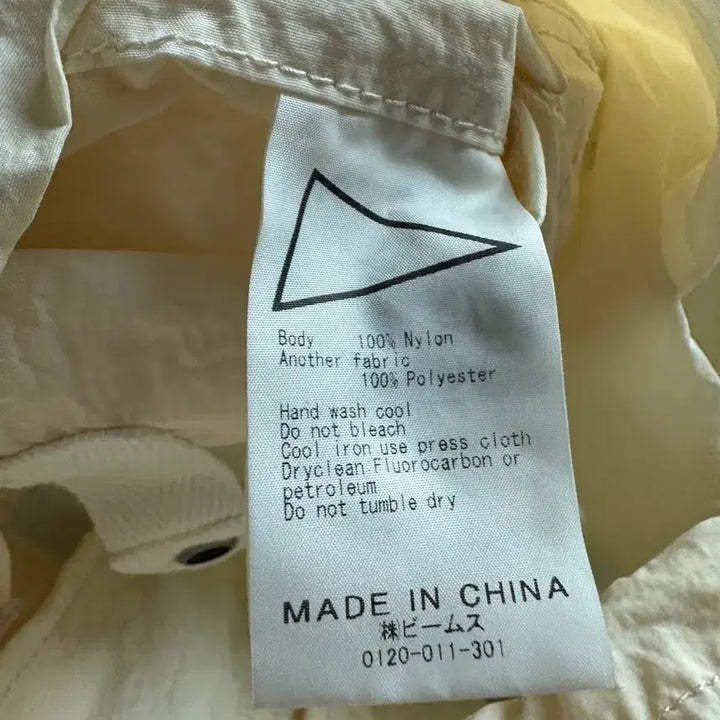 Body 100% Nylon
Another fabric
100% Polyester
Hand wash cool
Do not bleach
Cool iron use press cloth
Dryclean Fluorocarbon or
petroleum
Do not tumble dry
MADE IN CHINA
㈱ビームス
0120-011-301